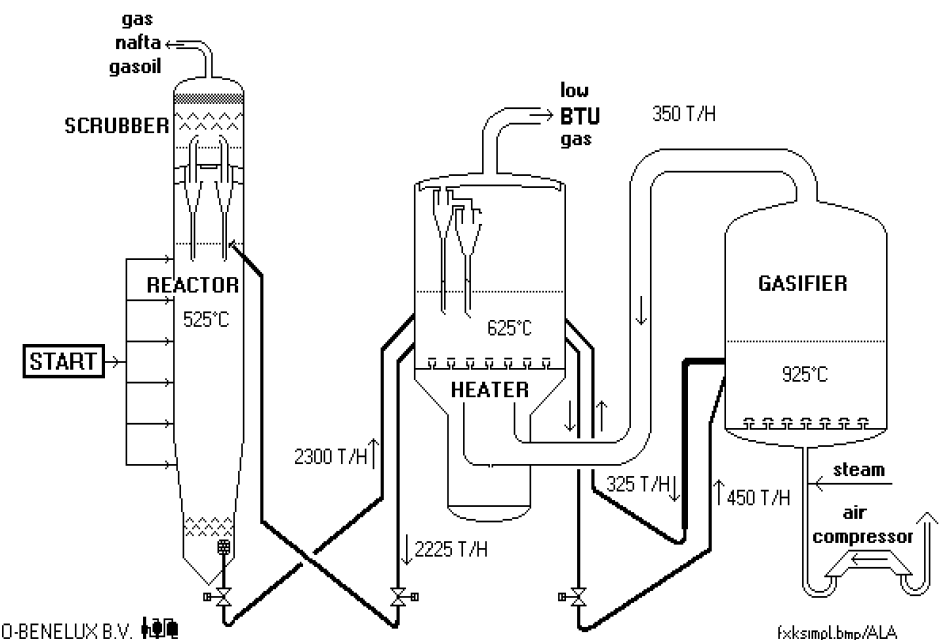 gas
nafta
gasoil
SCRUBBER
low
BTU
gas
350 T/H
REACTOR
525°C
GASIFIER
625°C
START
925°C
HEATER
2300 T/H
325 T/H
450 T/H
steam
air
compressor
2225 T/H
O-BENELUX B.V.
fxksimpl.bmp/ALA